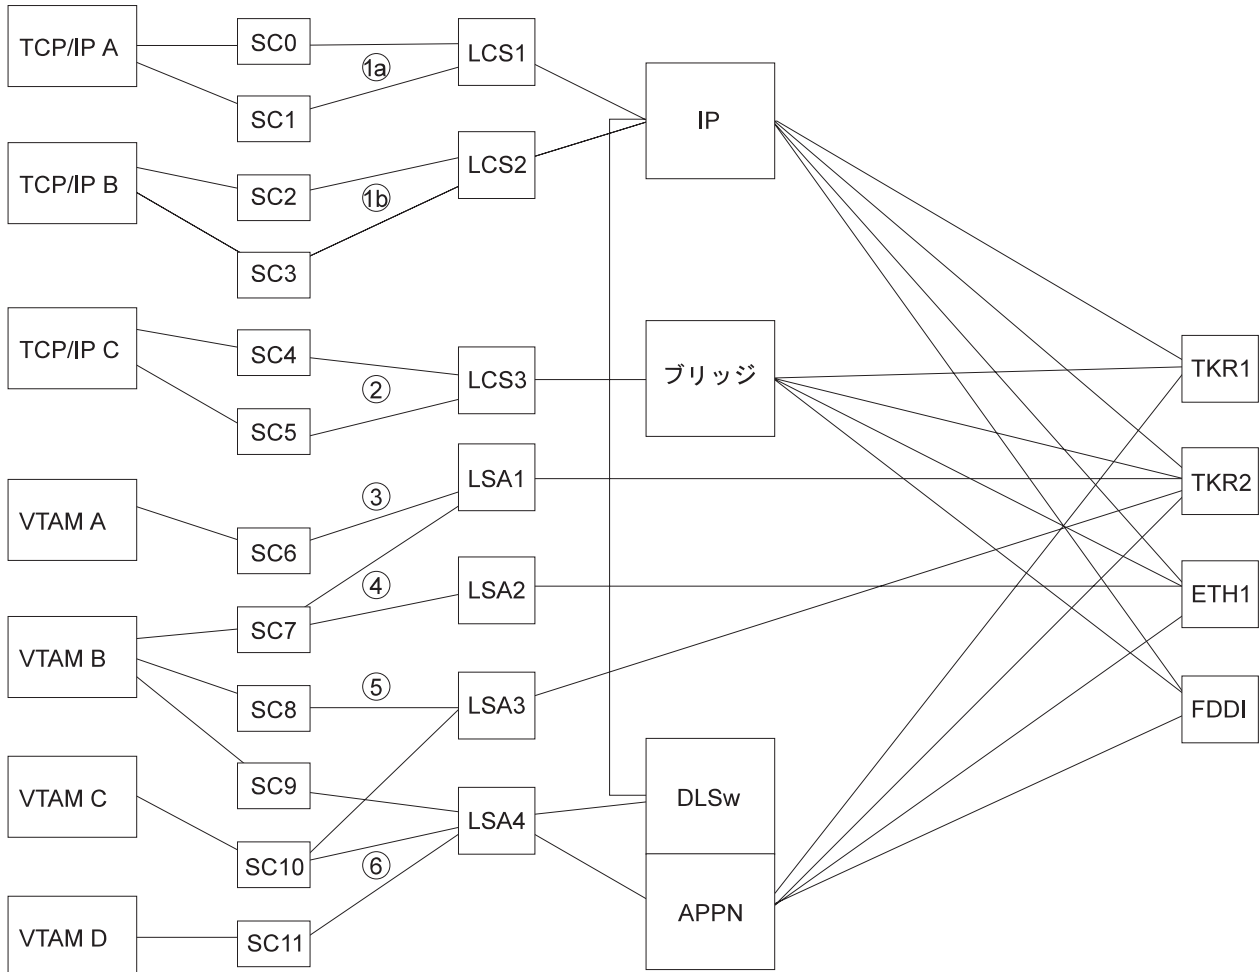 TCP/IP A
SC0
LCS1
1a
SC1
IP
TCP/IP B
SC2
LCS2
1b
SC3
TCP/IP C
SC4
LCS3
ブリッジ
TKR1
2
SC5
LSA1
TKR2
3
VTAM A
SC6
4
LSA2
ETH1
SC7
VTAM B
5
SC8
LSA3
FDDI
SC9
VTAM C
LSA4
DLSw
SC10
6
APPN
VTAM D
SC11